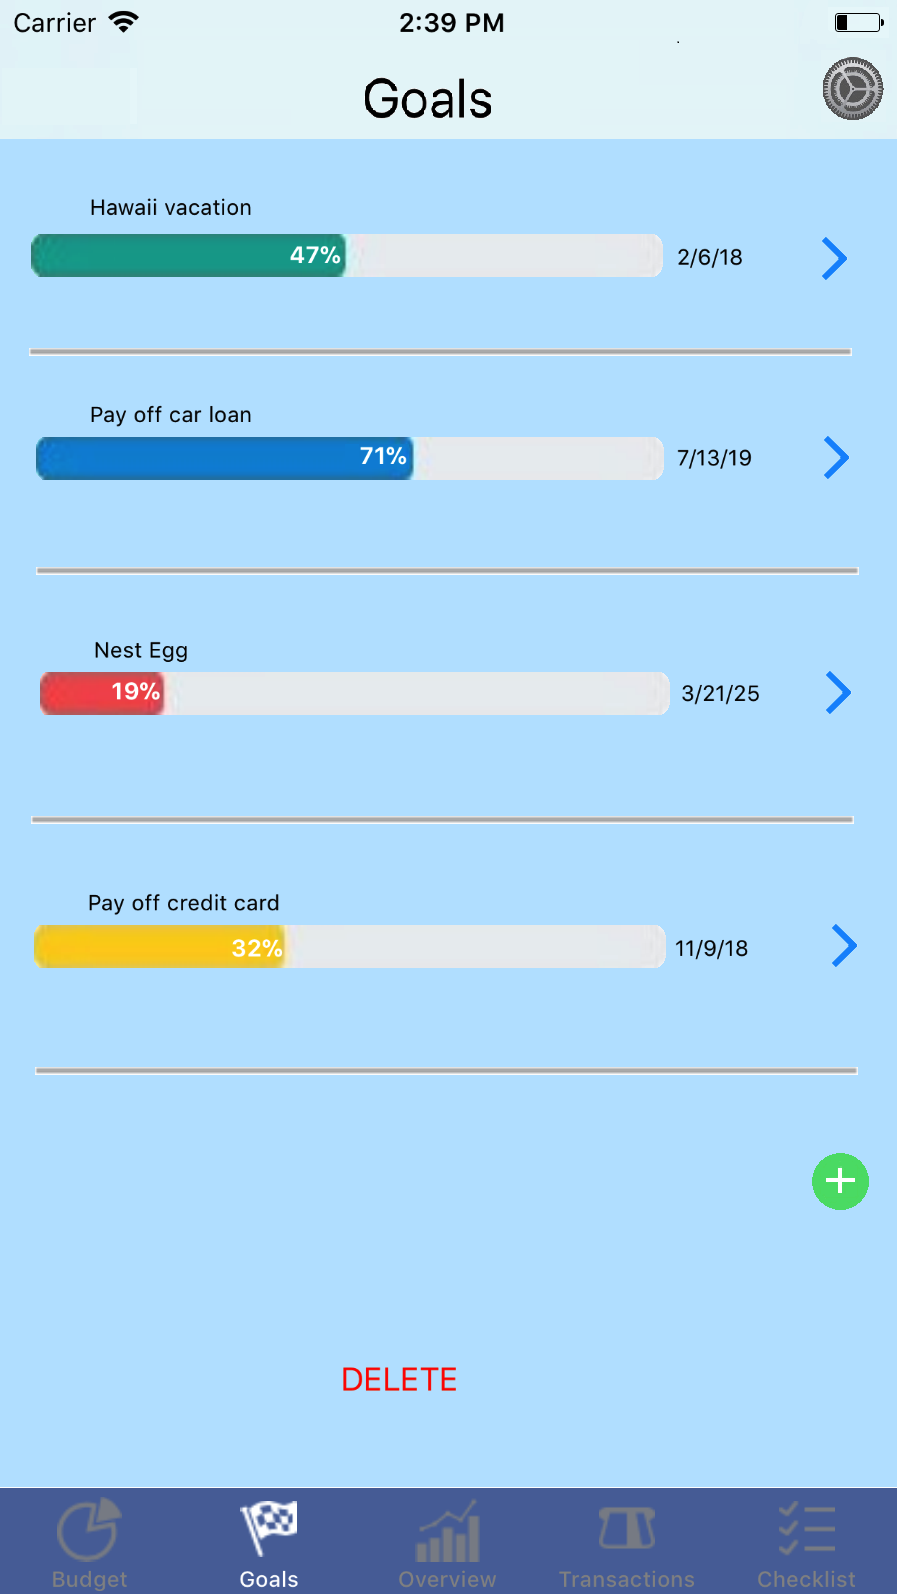 Carrier 2:39 PM
Goals
Hawaii vacation
47% 2/6/18
Pay off car loan
71% 7/13/19
Nest Egg
19% 3/21/25
Pay off credit card
32% 11/9/18
DELETE
Budget Goals Overview Transactions Checklist